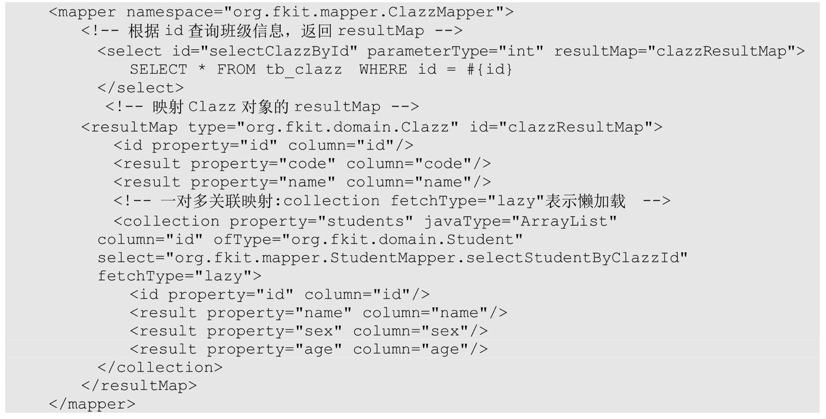 <mapper namespace="org.fkit.mapper.ClazzMapper">
<!-- 根据 id 查询班级信息，返回 resultMap -->
<select id="selectClazzById" parameterType="int" resultMap="clazzResultMap">
SELECT * FROM tb_clazz  WHERE id = #{id}
</select>
<!-- 映射 Clazz 对象的 resultMap -->
<resultMap type="org.fkit.domain.Clazz" id="clazzResultMap">
<id property="id" column="id"/>
<result property="code" column="code"/>
<result property="name" column="name"/>
<!-- 一对多关联映射:collection fetchType="lazy"表示懒加载  -->
<collection property="students" javaType="ArrayList"
column="id" ofType="org.fkit.domain.Student"
select="org.fkit.mapper.StudentMapper.selectStudentByClazzId"
fetchType="lazy">
<id property="id" column="id"/>
<result property="name" column="name"/>
<result property="sex" column="sex"/>
<result property="age" column="age"/>
</collection>
</resultMap>
</mapper>